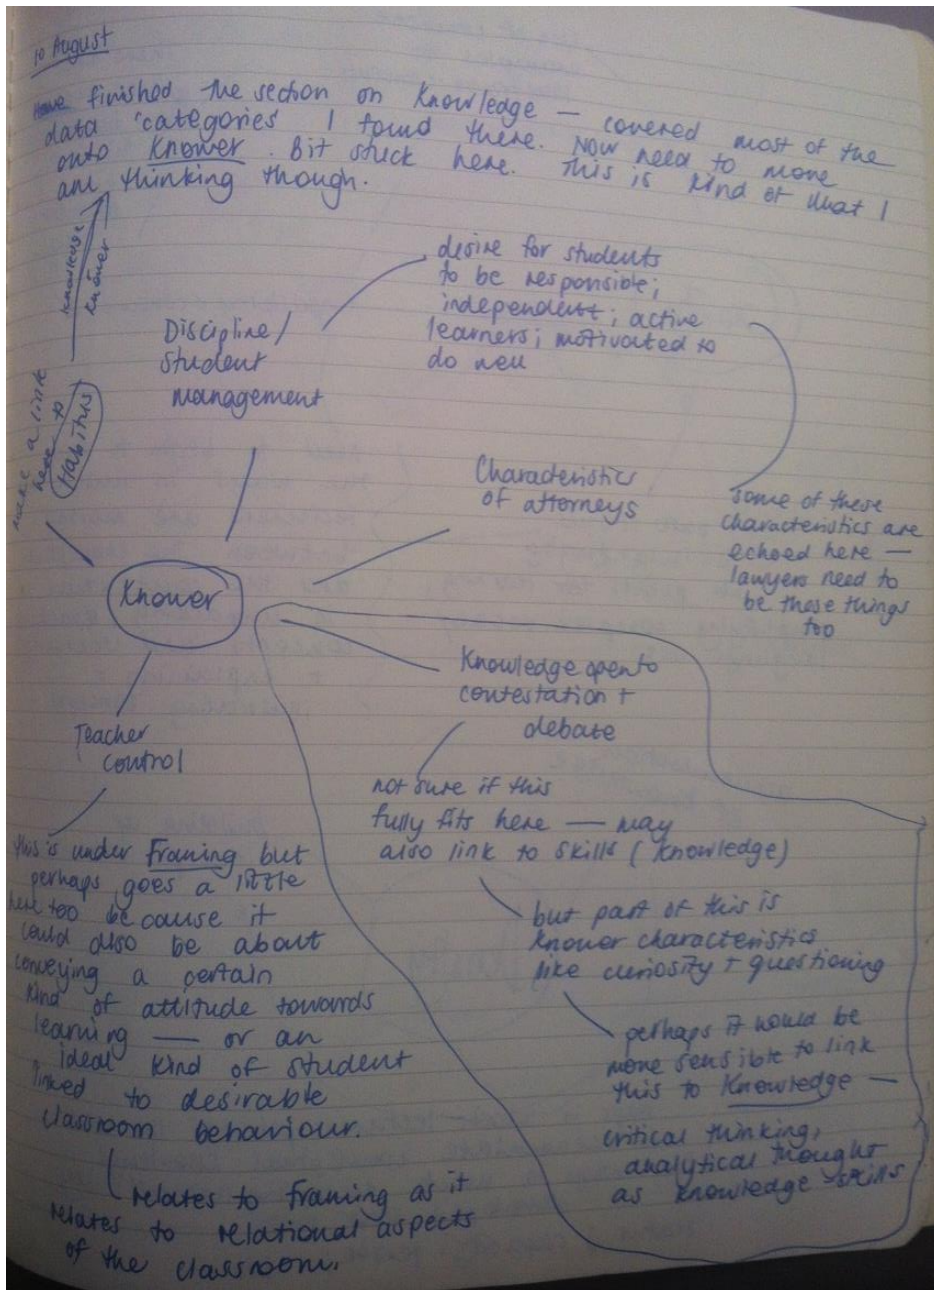 10 August
Have finished the section on Knowledge — covered most of the
data 'categories' I found there. Now need to move
onto Knower. Bit stuck here. This is kind of what I
am thinking though.
knowledge
knower
make a link
here to
Habitus
Discipline/
student
management
desire for students
to be responsible;
independent; active
learners; motivated to
do well
Characteristics
of attorneys
some of these
characteristics are
echoed here —
lawyers need to
be these things
too
Knower
Knowledge open to
contestation +
debate
Teacher
control
not sure if this
fully fits here — may
also link to skills (Knowledge)
this is under Framing but
perhaps goes a little
here too because it
could also be about
conveying a certain
kind of attitude towards
learning — or an
ideal kind of student
linked to desirable
classroom behaviour.
but part of this is
Knower characteristics
like curiosity + questioning
perhaps it would be
more sensible to link
this to Knowledge —
critical thinking,
analytical thought
as knowledge skills
relates to framing as it
relates to relational aspects
of the classroom.